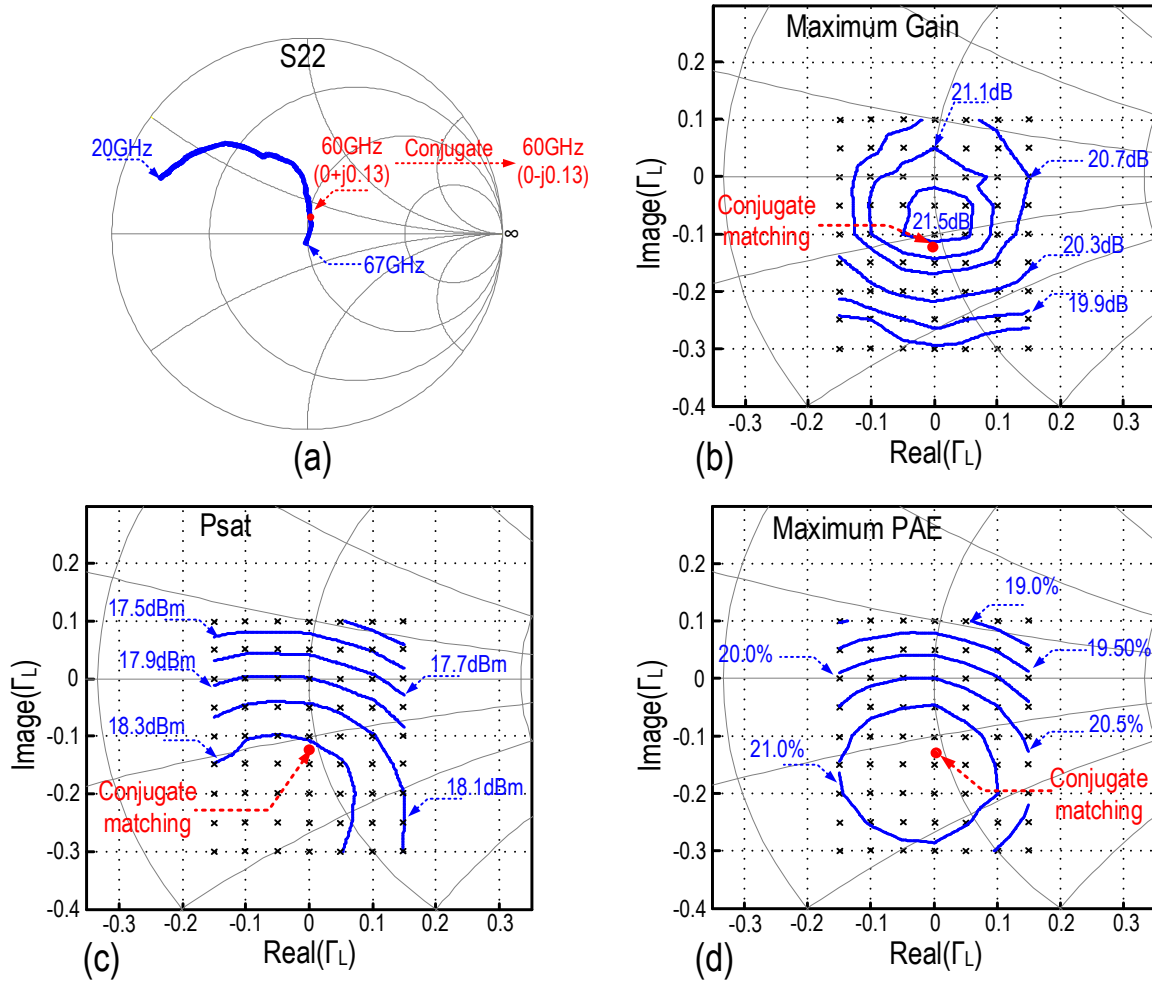 S22
20GHz
60GHz
(0+j0.13)
Conjugate
60GHz
(0-j0.13)
∞
67GHz
(a)
Maximum Gain
21.1dB
20.7dB
21.5dB
20.3dB
19.9dB
Conjugate
matching
0.2
0.1
0
-0.1
-0.2
-0.3
-0.4
Image(Γ_L)
-0.3
-0.2
-0.1
0
0.1
0.2
0.3
Real(Γ_L)
(b)
Psat
17.5dBm
17.9dBm
17.7dBm
18.3dBm
18.1dBm
Conjugate
matching
0.2
0.1
0
-0.1
-0.2
-0.3
-0.4
Image(Γ_L)
-0.3
-0.2
-0.1
0
0.1
0.2
0.3
Real(Γ_L)
(c)
Maximum PAE
19.0%
20.0%
19.50%
20.5%
21.0%
Conjugate
matching
0.2
0.1
0
-0.1
-0.2
-0.3
-0.4
Image(Γ_L)
-0.3
-0.2
-0.1
0
0.1
0.2
0.3
Real(Γ_L)
(d)